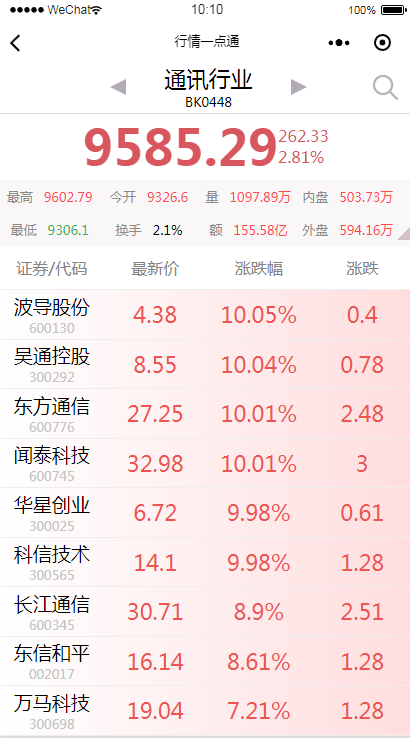 WeChat 10:10 100%
行情一点通
通讯行业
BK0448
9585.29 262.33
2.81%
最高 9602.79 今开 9326.6 量 1097.89万 内盘 503.73万
最低 9306.1 换手 2.1% 额 155.58亿 外盘 594.16万
证券/代码 最新价 涨跌幅 涨跌
波导股份 4.38 10.05% 0.4
600130
吴通控股 8.55 10.04% 0.78
300292
东方通信 27.25 10.01% 2.48
600776
闻泰科技 32.98 10.01% 3
600745
华星创业 6.72 9.98% 0.61
300025
科信技术 14.1 9.98% 1.28
300565
长江通信 30.71 8.9% 2.51
600345
东信和平 16.14 8.61% 1.28
002017
万马科技 19.04 7.21% 1.28
300698